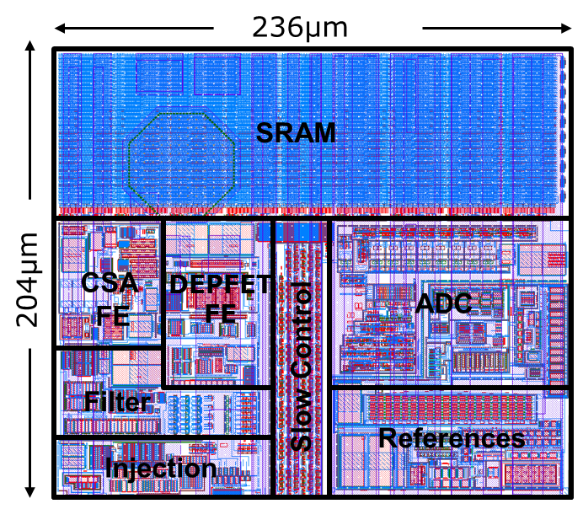 236µm
204µm
SRAM
CSA
FE
DEPFET
FE
Slow Control
ADC
Filter
Injection
References